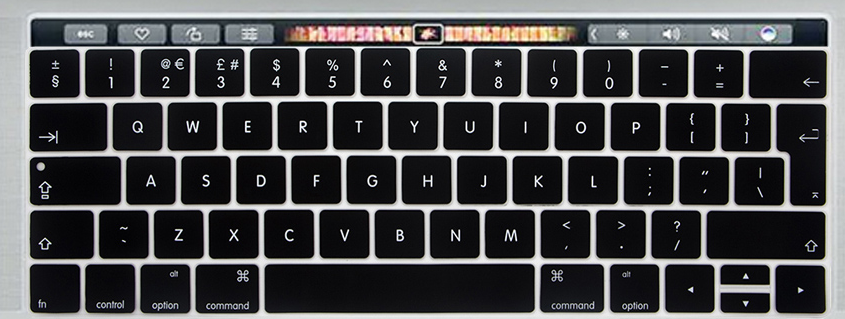 esc
± ! @ € £ # $ % ^ & * ( ) _ +
§ 1 2 3 4 5 6 7 8 9 0 - =
Q W E R T Y U I O P { }
[ ]
A S D F G H J K L : “ |
; ‘ \
~ Z X C V B N M < > ?
` , . /
alt ⌘ ⌘ alt
fn control option command command option